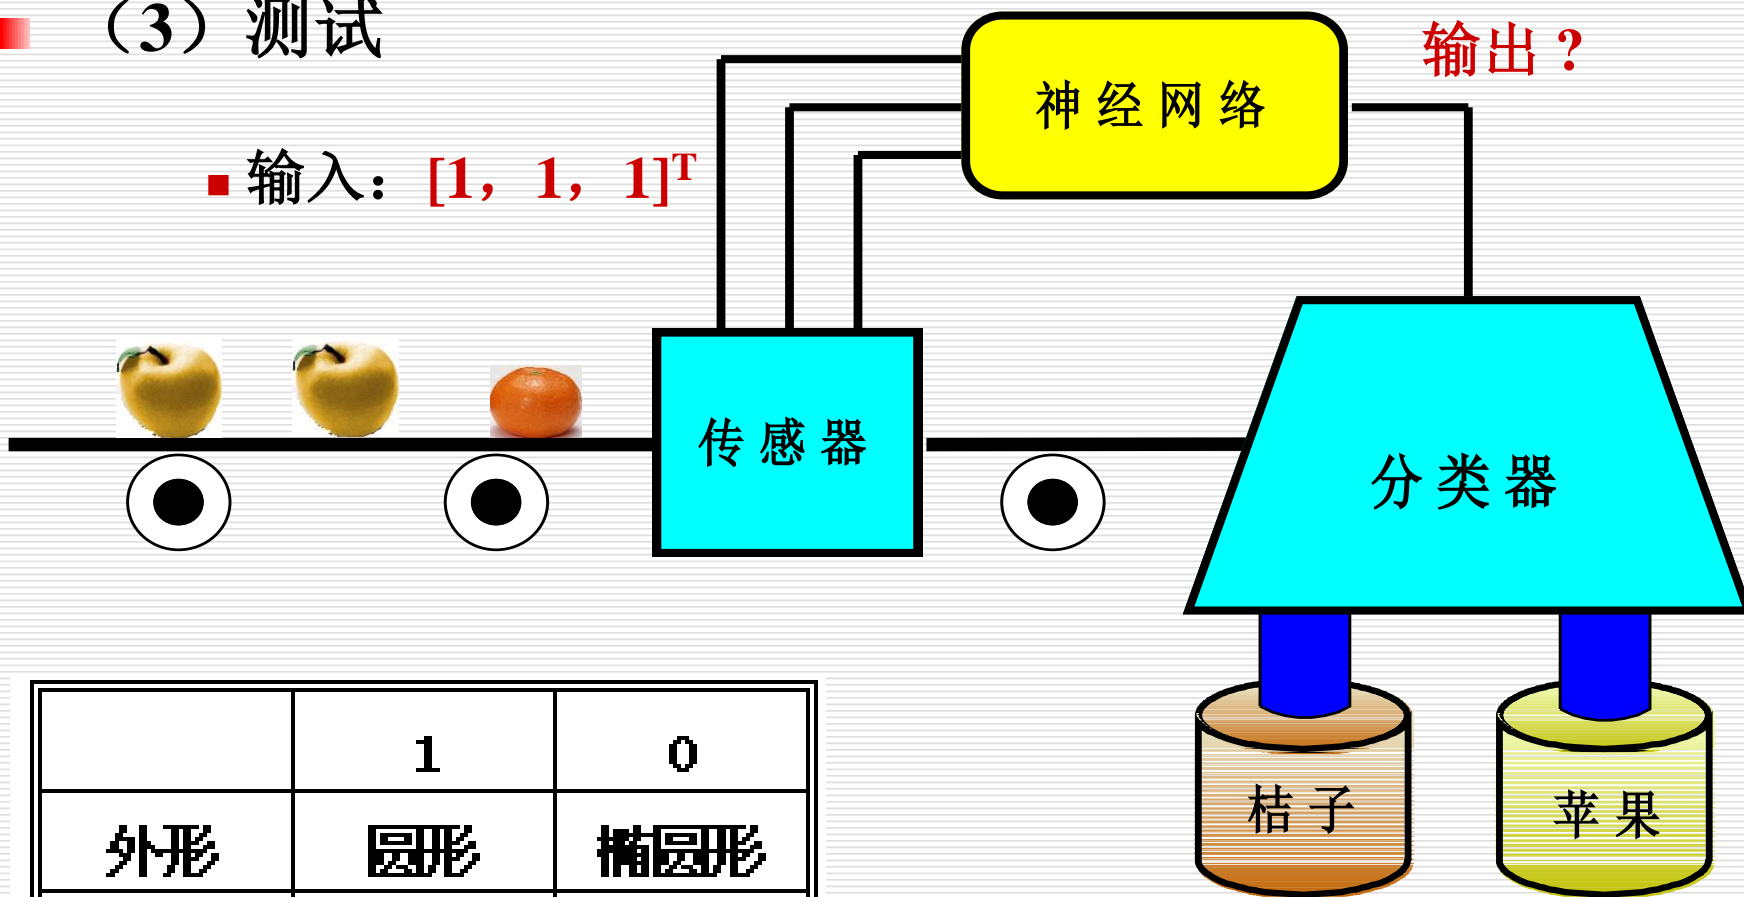 （3）测试
输出？
神经网络
输入：[1，1，1]ᵀ
传感器
分类器
桔子
苹果
1 0
外形 圆形 椭圆形